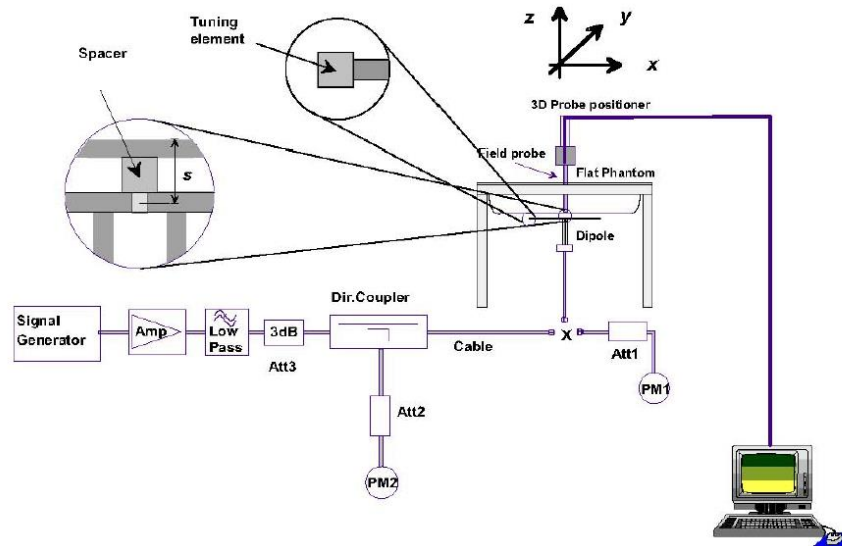 z
y
x
Tuning
element
Spacer
s
3D Probe positioner
Field probe
Flat Phantom
Dipole
Dir.Coupler
Signal
Generator
Amp
Low
Pass
3dB
Att3
Cable
X
Att1
PM1
Att2
PM2